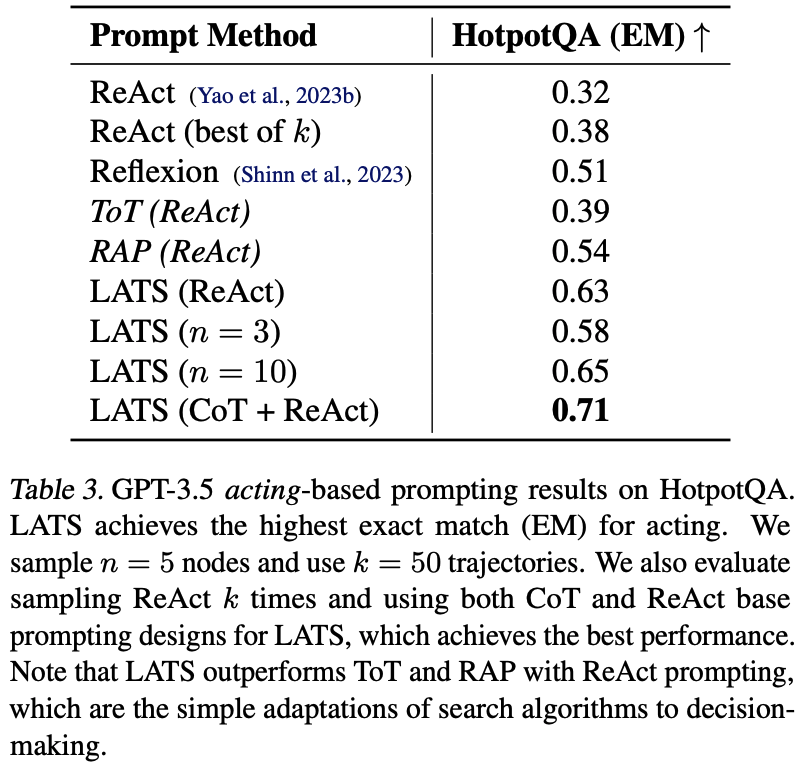 Prompt Method HotpotQA (EM) ↑
ReAct (Yao et al., 2023b) 0.32
ReAct (best of k) 0.38
Reflexion (Shinn et al., 2023) 0.51
ToT (ReAct) 0.39
RAP (ReAct) 0.54
LATS (ReAct) 0.63
LATS (n = 3) 0.58
LATS (n = 10) 0.65
LATS (CoT + ReAct) 0.71
Table 3. GPT-3.5 acting-based prompting results on HotpotQA.
LATS achieves the highest exact match (EM) for acting. We
sample n = 5 nodes and use k = 50 trajectories. We also evaluate
sampling ReAct k times and using both CoT and ReAct base
prompting designs for LATS, which achieves the best performance.
Note that LATS outperforms ToT and RAP with ReAct prompting,
which are the simple adaptations of search algorithms to decision-
making.